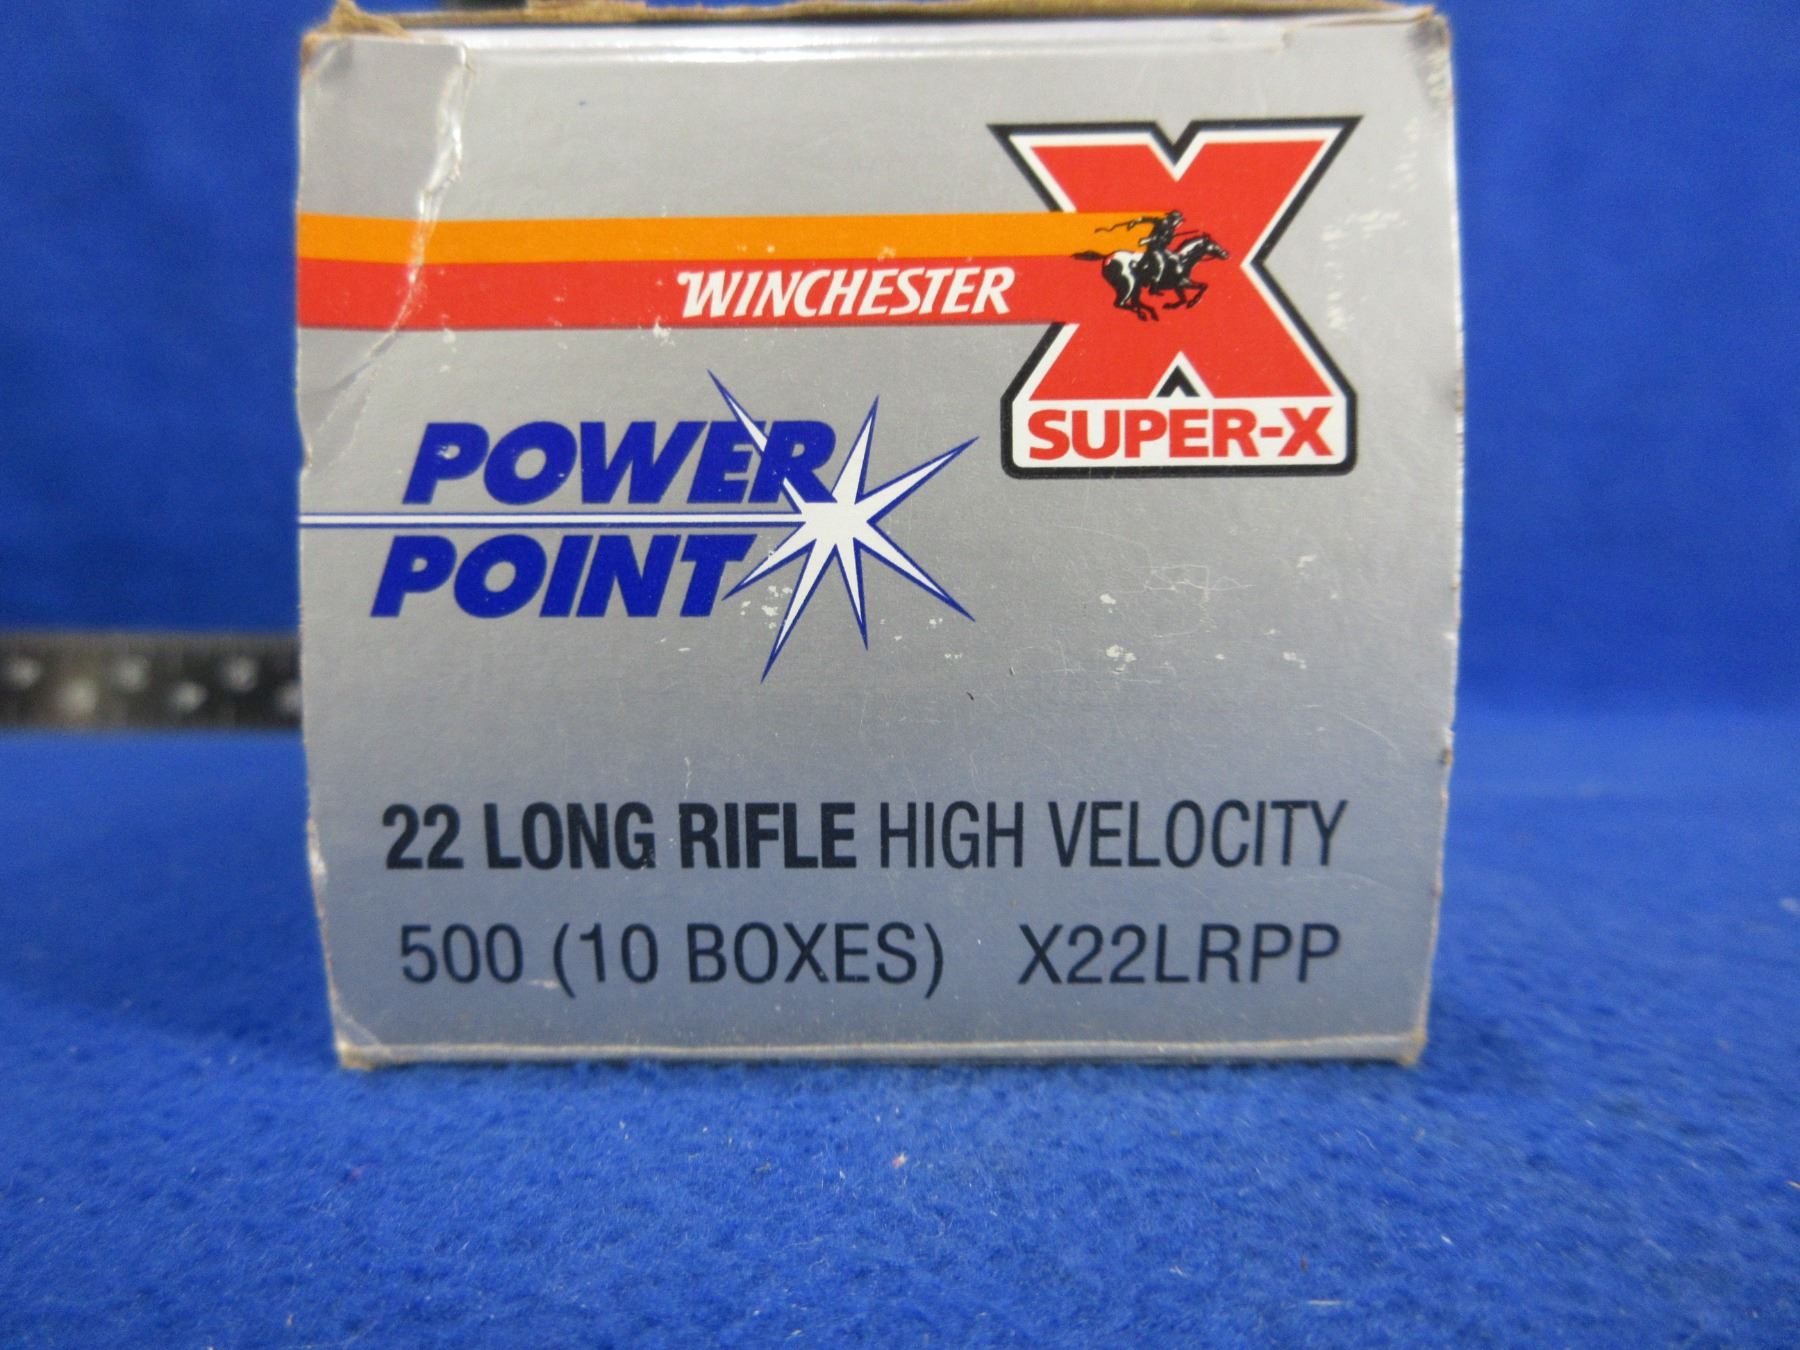 WINCHESTER
SUPER-X
POWER
POINT
22 LONG RIFLE HIGH VELOCITY
500 (10 BOXES) X22LRPP